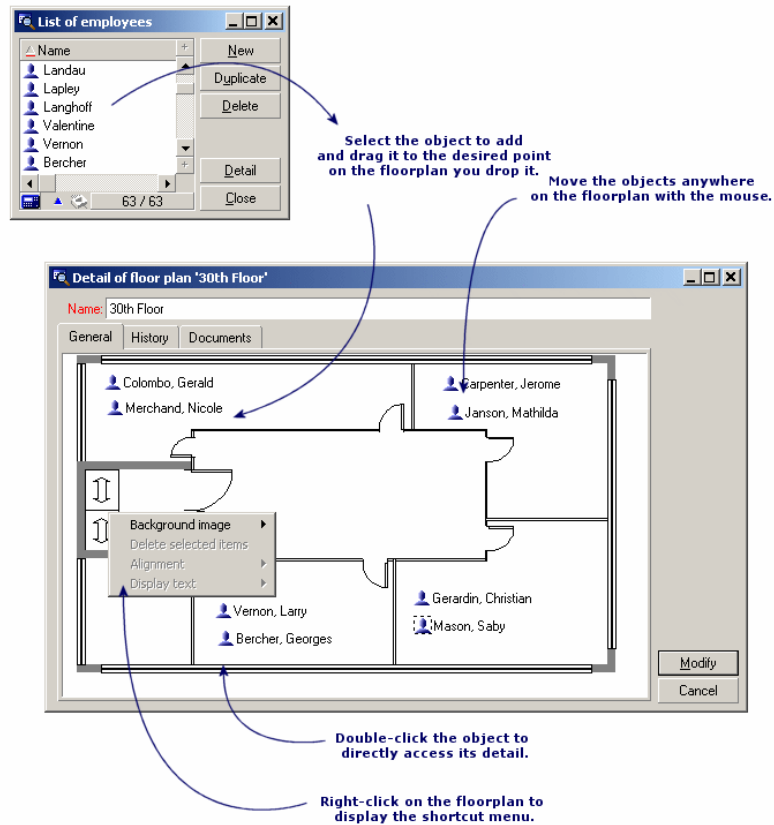 List of employees
Name
New
Landau
Lapley
Duplicate
Langhoff
Delete
Valentine
Vernon
Bercher
Detail
63 / 63
Close
Select the object to add
and drag it to the desired point
on the floorplan you drop it.
Move the objects anywhere
on the floorplan with the mouse.
Detail of floor plan '30th Floor'
Name: 30th Floor
General History Documents
Colombo, Gerald
Carpenter, Jerome
Merchand, Nicole
Janson, Mathilda
Background image
Delete selected items
Alignment
Display text
Gerardin, Christian
Vernon, Larry
Mason, Saby
Bercher, Georges
Modify
Cancel
Double-click the object to
directly access its detail.
Right-click on the floorplan to
display the shortcut menu.